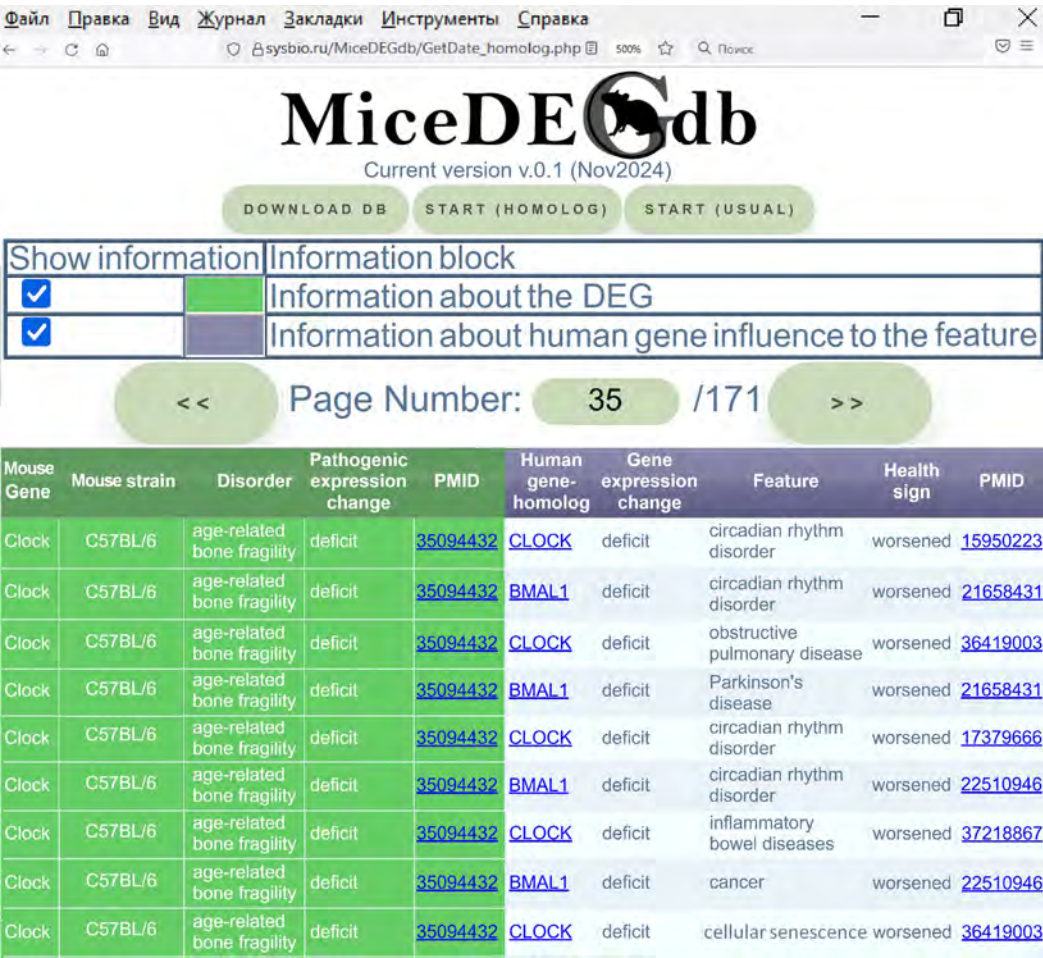 Файл Правка Вид Журнал Закладки Инструменты Справка
sysbio.ru/MiceDEGdb/GetDate_homolog.php 500% Поиск
MiceDEGdb
Current version v.0.1 (Nov2024)
DOWNLOAD DB START (HOMOLOG) START (USUAL)
Show information Information block
Information about the DEG
Information about human gene influence to the feature
<< Page Number: 35 /171 >>
Mouse Gene Mouse strain Disorder Pathogenic expression change PMID Human gene-homolog Gene expression change Feature Health sign PMID
Clock C57BL/6 age-related bone fragility deficit 35094432 CLOCK deficit circadian rhythm disorder worsened 15950223
Clock C57BL/6 age-related bone fragility deficit 35094432 BMAL1 deficit circadian rhythm disorder worsened 21658431
Clock C57BL/6 age-related bone fragility deficit 35094432 CLOCK deficit obstructive pulmonary disease worsened 36419003
Clock C57BL/6 age-related bone fragility deficit 35094432 BMAL1 deficit Parkinson's disease worsened 21658431
Clock C57BL/6 age-related bone fragility deficit 35094432 CLOCK deficit circadian rhythm disorder worsened 17379666
Clock C57BL/6 age-related bone fragility deficit 35094432 BMAL1 deficit circadian rhythm disorder worsened 22510946
Clock C57BL/6 age-related bone fragility deficit 35094432 CLOCK deficit inflammatory bowel diseases worsened 37218867
Clock C57BL/6 age-related bone fragility deficit 35094432 BMAL1 deficit cancer worsened 22510946
Clock C57BL/6 age-related bone fragility deficit 35094432 CLOCK deficit cellular senescence worsened 36419003